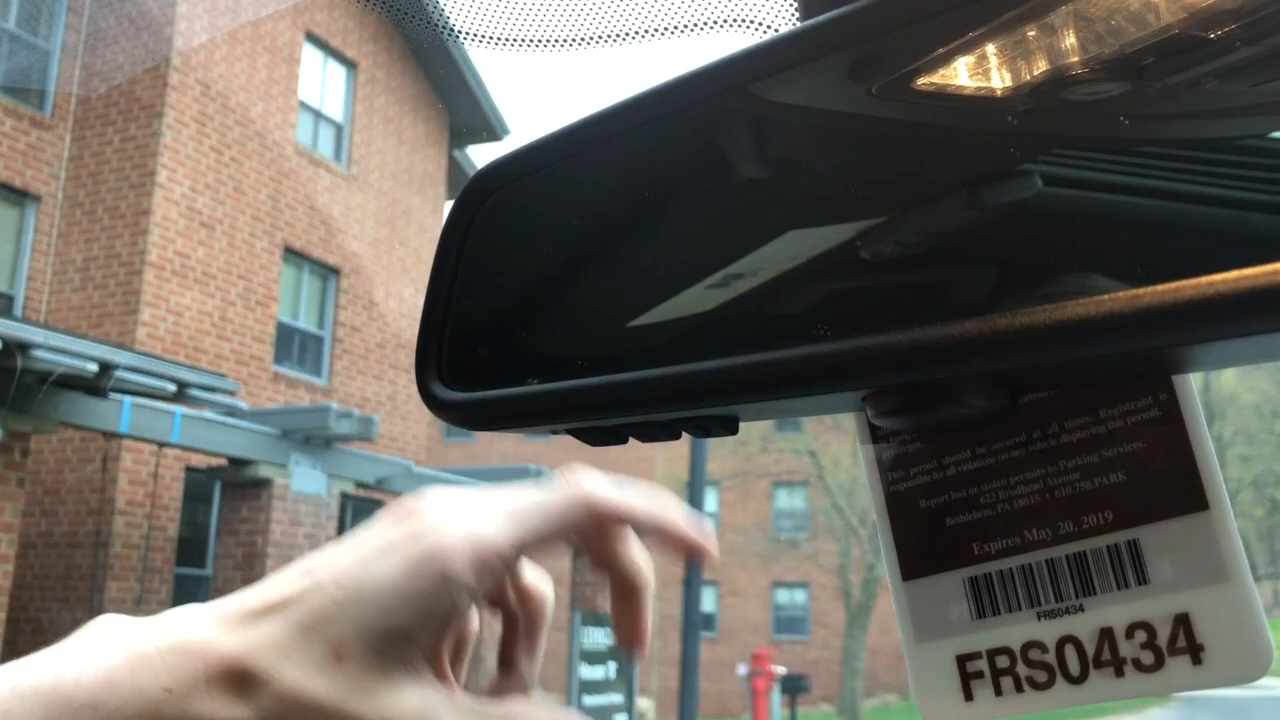 privileges.
This permit should be secured at all times. Registrant is
responsible for all violations on any vehicle displaying this permit.
Report lost or stolen permits to Parking Services.
622 Brodhead Avenue
Bethlehem, PA 18015 • 610.758.PARK
Expires May 20, 2019
FRS0434
FRS0434